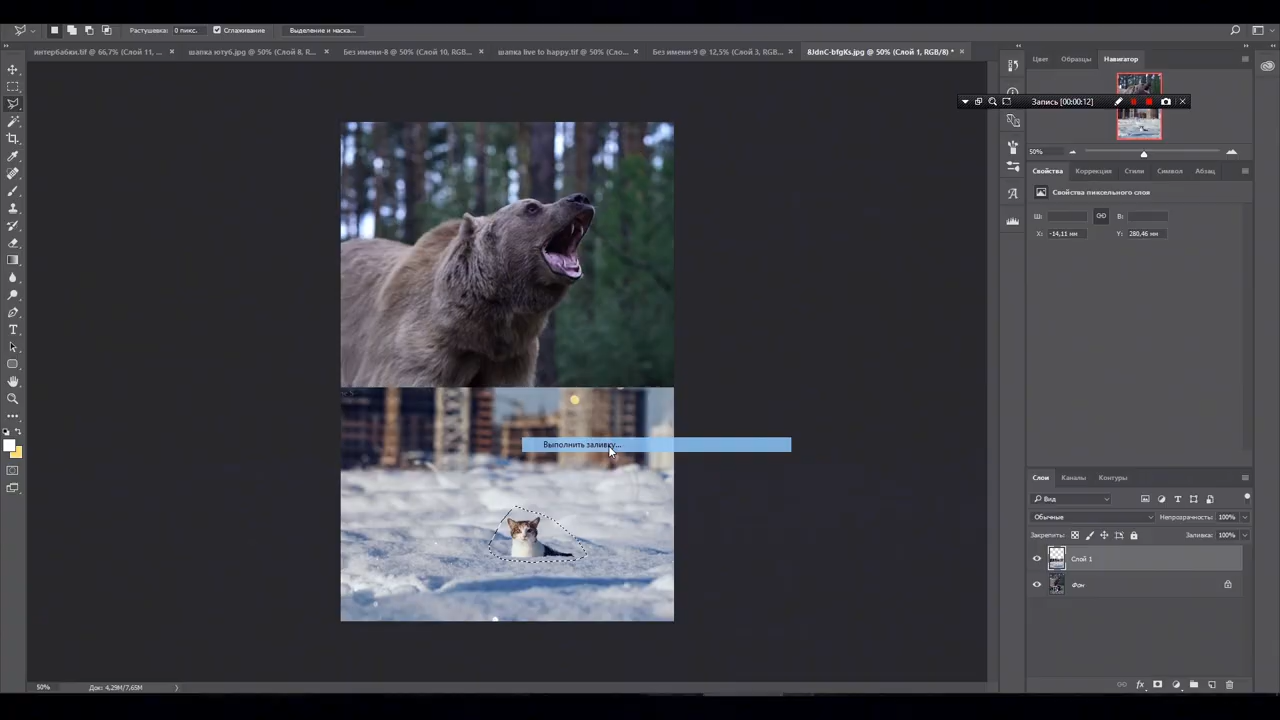 Растушевка: 0 пикс. Сглаживание Выделение и маска...
интербабки.tif @ 66,7% (Слой 11, ... × шапка ютуб.jpg @ 50% (Слой 8, R... × Без имени-8 @ 50% (Слой 10, RGB... × шапка live to happy.tif @ 50% (Сло... × Без имени-9 @ 12,5% (Слой 3, RGB... × 8JdnC-bfgKs.jpg @ 50% (Слой 1, RGB/8) * ×
Цвет Образцы Навигатор
Запись [00:00:12]
50%
Свойства Коррекция Стили Символ Абзац
Свойства пиксельного слоя
Ш: В:
X: -14,11 мм Y: 280,46 мм
Выполнить заливку...
Слои Каналы Контуры
Вид
Обычные Непрозрачность: 100%
Закрепить: Заливка: 100%
Слой 1
Фон
50% Док: 4,29M/7,65M